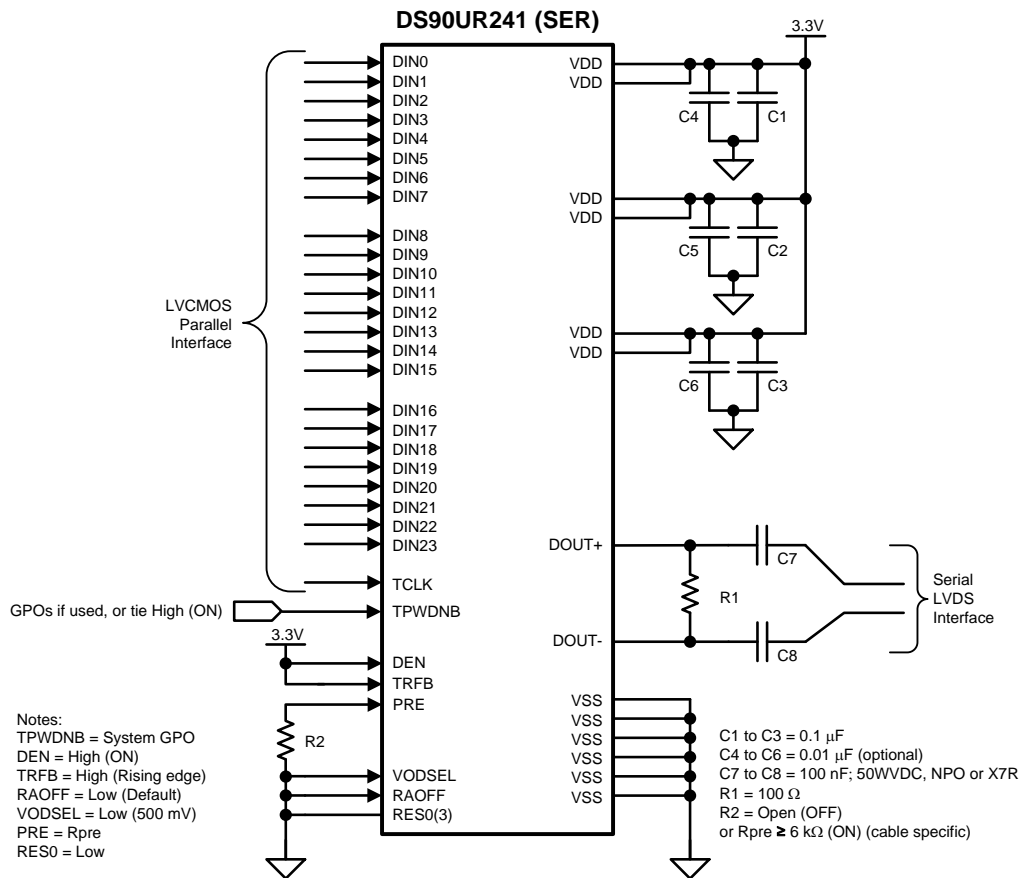 DS90UR241 (SER)
3.3V
DIN0
DIN1
DIN2
DIN3
DIN4
DIN5
DIN6
DIN7
DIN8
DIN9
DIN10
DIN11
DIN12
DIN13
DIN14
DIN15
DIN16
DIN17
DIN18
DIN19
DIN20
DIN21
DIN22
DIN23
TCLK
TPWDNB
DEN
TRFB
PRE
VODSEL
RAOFF
RES0(3)
LVCMOS
Parallel
Interface
GPOs if used, or tie High (ON)
3.3V
R2
VDD
VDD
C4
C1
VDD
VDD
C5
C2
VDD
VDD
C6
C3
DOUT+
C7
R1
DOUT-
C8
Serial
LVDS
Interface
VSS
VSS
VSS
VSS
VSS
VSS
Notes:
TPWDNB = System GPO
DEN = High (ON)
TRFB = High (Rising edge)
RAOFF = Low (Default)
VODSEL = Low (500 mV)
PRE = Rpre
RES0 = Low
C1 to C3 = 0.1 μF
C4 to C6 = 0.01 μF (optional)
C7 to C8 = 100 nF; 50WVDC, NPO or X7R
R1 = 100 Ω
R2 = Open (OFF)
or Rpre ≥ 6 kΩ (ON) (cable specific)